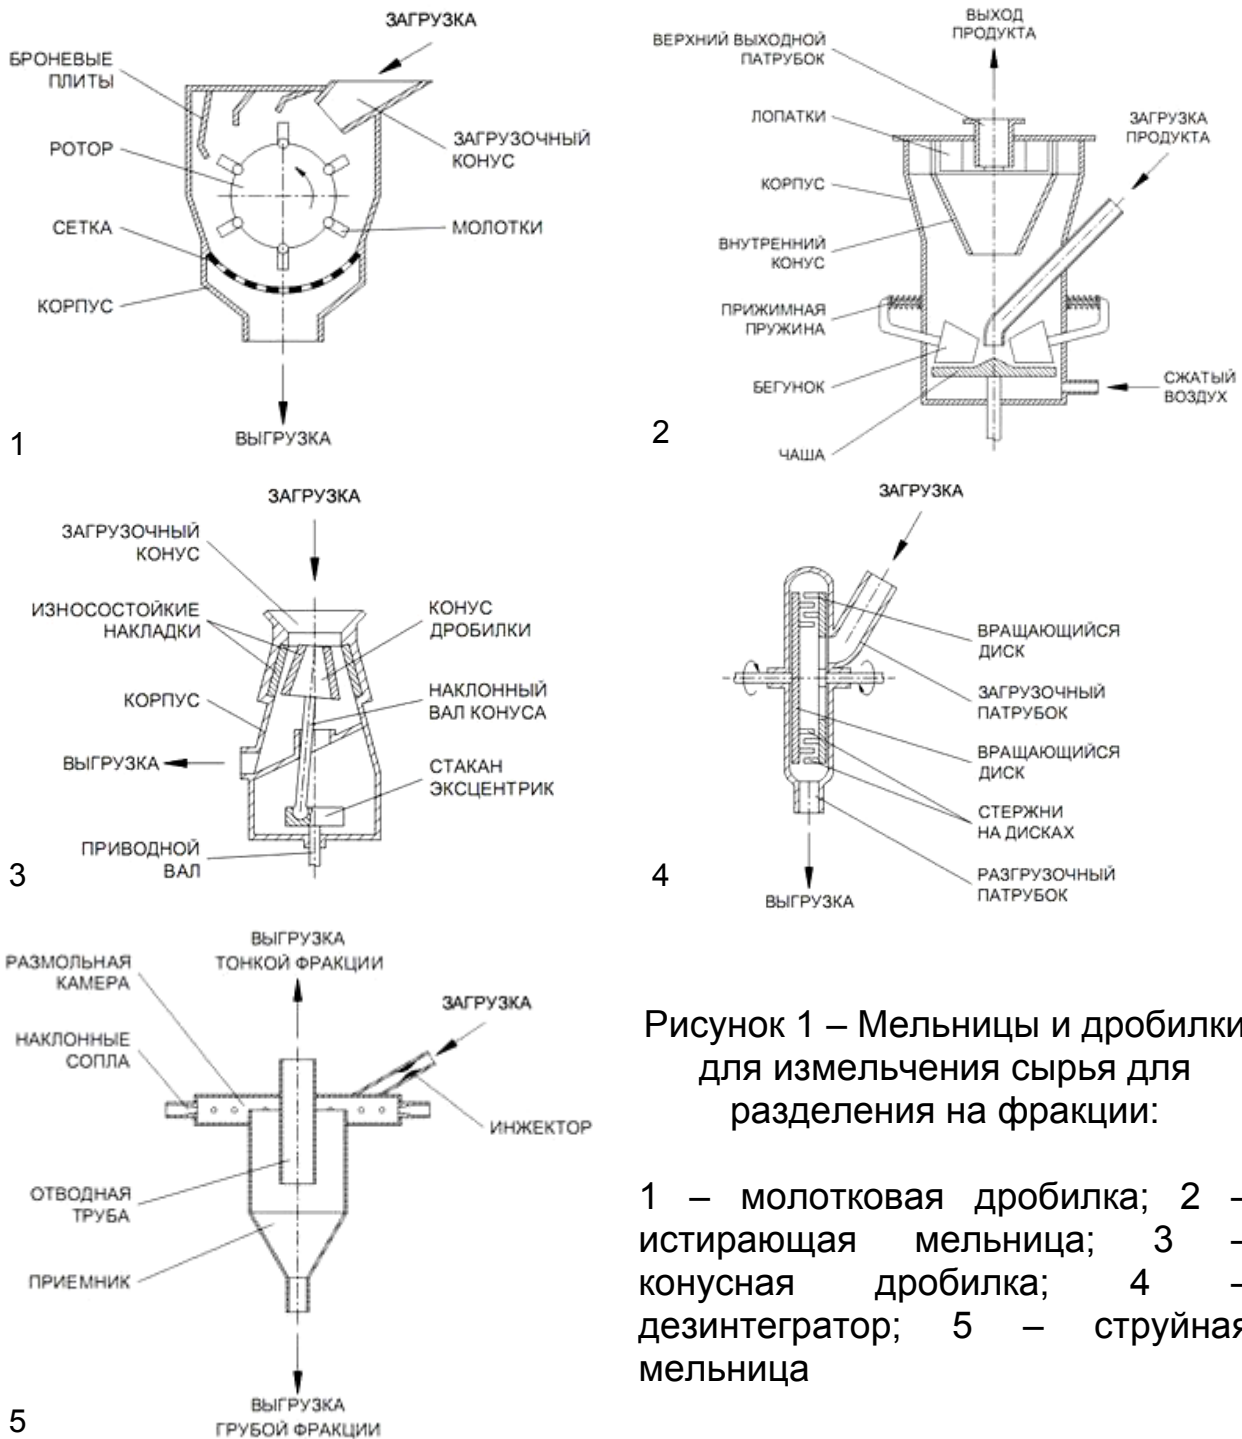 ЗАГРУЗКА
БРОНЕВЫЕ
ПЛИТЫ
РОТОР
ЗАГРУЗОЧНЫЙ
КОНУС
СЕТКА
МОЛОТКИ
КОРПУС
ВЫГРУЗКА
1
ВЫХОД
ПРОДУКТА
ВЕРХНИЙ ВЫХОДНОЙ
ПАТРУБОК
ЛОПАТКИ
ЗАГРУЗКА
ПРОДУКТА
КОРПУС
ВНУТРЕННИЙ
КОНУС
ПРИЖИМНАЯ
ПРУЖИНА
БЕГУНОК
СЖАТЫЙ
ВОЗДУХ
ЧАША
2
ЗАГРУЗКА
ЗАГРУЗОЧНЫЙ
КОНУС
ИЗНОСОСТОЙКИЕ
НАКЛАДКИ
КОНУС
ДРОБИЛКИ
КОРПУС
НАКЛОННЫЙ
ВАЛ КОНУСА
ВЫГРУЗКА
СТАКАН
ЭКСЦЕНТРИК
ПРИВОДНОЙ
ВАЛ
3
ЗАГРУЗКА
ВРАЩАЮЩИЙСЯ
ДИСК
ЗАГРУЗОЧНЫЙ
ПАТРУБОК
ВРАЩАЮЩИЙСЯ
ДИСК
СТЕРЖНИ
НА ДИСКАХ
РАЗГРУЗОЧНЫЙ
ПАТРУБОК
ВЫГРУЗКА
4
ВЫГРУЗКА
ТОНКОЙ ФРАКЦИИ
РАЗМОЛЬНАЯ
КАМЕРА
ЗАГРУЗКА
НАКЛОННЫЕ
СОПЛА
ИНЖЕКТОР
ОТВОДНАЯ
ТРУБА
ПРИЕМНИК
ВЫГРУЗКА
ГРУБОЙ ФРАКЦИИ
5
Рисунок 1 – Мельницы и дробилки
для измельчения сырья для
разделения на фракции:
1 – молотковая дробилка; 2 –
истирающая мельница; 3 –
конусная дробилка; 4 –
дезинтегратор; 5 – струйная
мельница